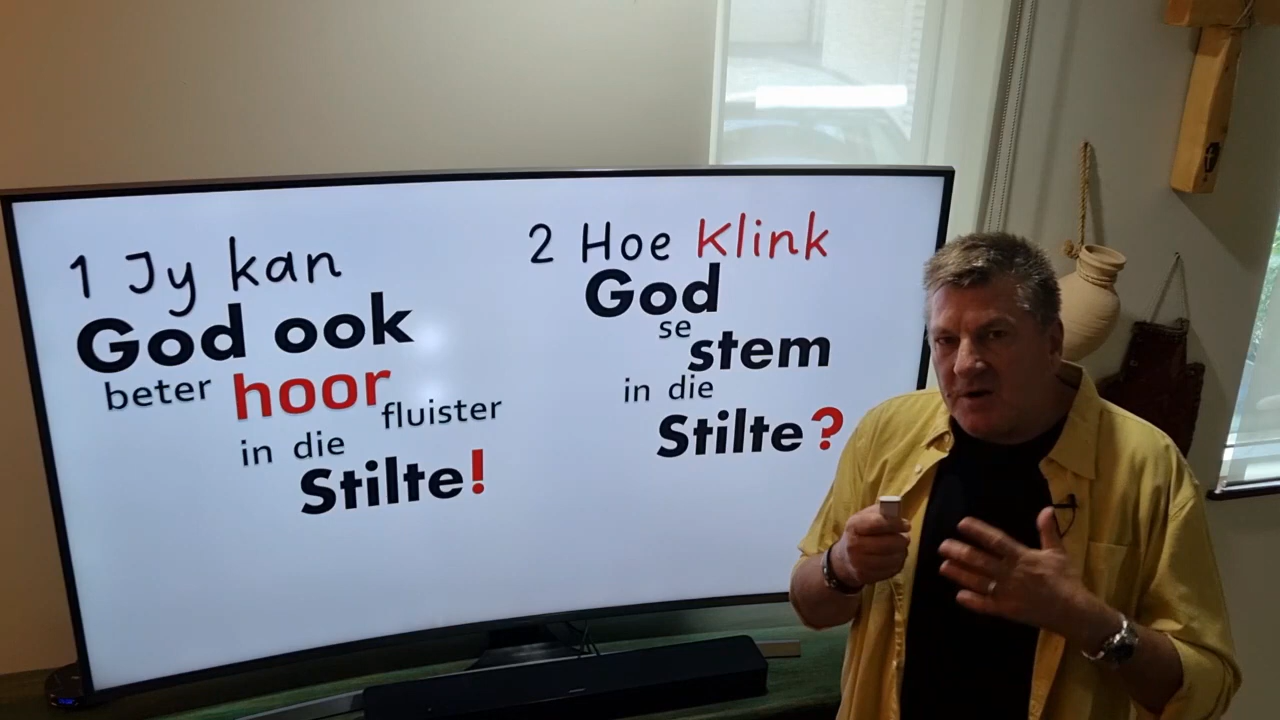 1 Jy kan
God ook
beter hoor
fluister
in die
Stilte!
2 Hoe Klink
God
se
stem
in die
Stilte?